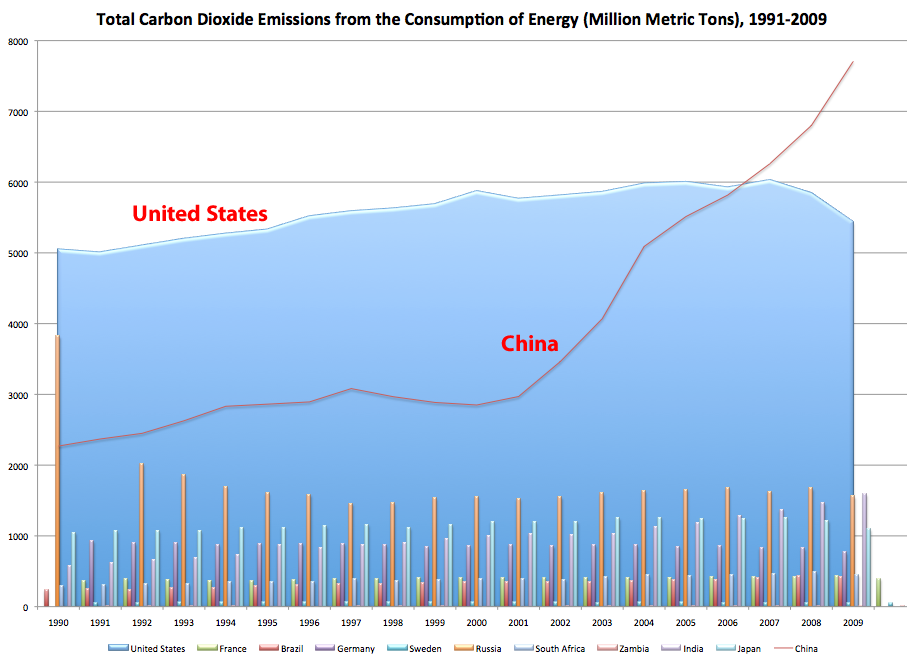 Total Carbon Dioxide Emissions from the Consumption of Energy (Million Metric Tons), 1991-2009
8000
7000
6000
United States
5000
4000
China
3000
2000
1000
0
1990 1991 1992 1993 1994 1995 1996 1997 1998 1999 2000 2001 2002 2003 2004 2005 2006 2007 2008 2009
United States France Brazil Germany Sweden Russia South Africa Zambia India Japan China